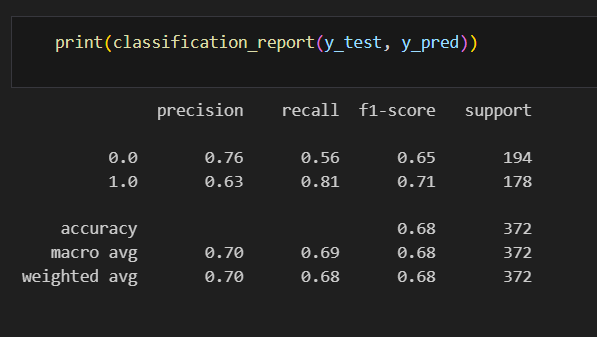 print(classification_report(y_test, y_pred))
precision recall f1-score support
0.0 0.76 0.56 0.65 194
1.0 0.63 0.81 0.71 178
accuracy 0.68 372
macro avg 0.70 0.69 0.68 372
weighted avg 0.70 0.68 0.68 372